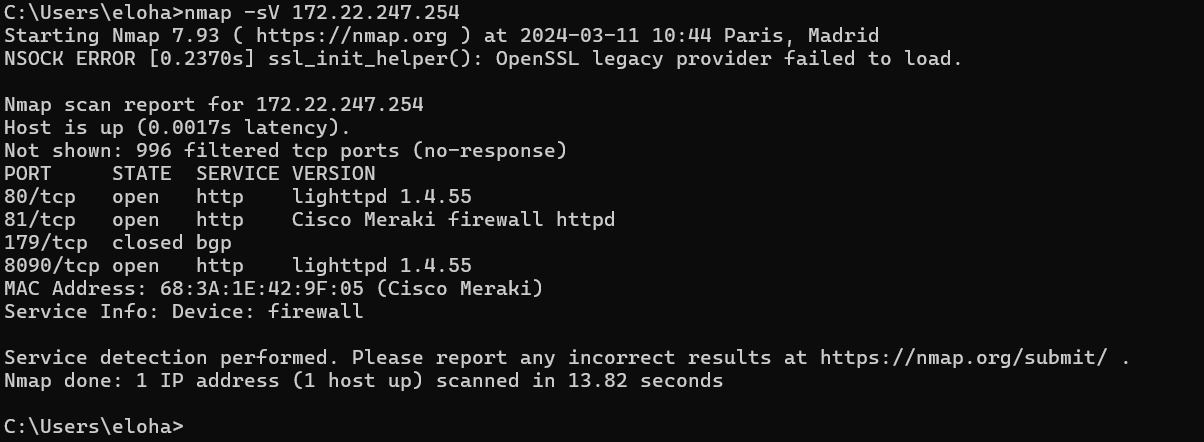 C:\Users\eloha>nmap -sV 172.22.247.254
Starting Nmap 7.93 ( https://nmap.org ) at 2024-03-11 10:44 Paris, Madrid
NSOCK ERROR [0.2370s] ssl_init_helper(): OpenSSL legacy provider failed to load.

Nmap scan report for 172.22.247.254
Host is up (0.0017s latency).
Not shown: 996 filtered tcp ports (no-response)
PORT     STATE  SERVICE VERSION
80/tcp   open   http    lighttpd 1.4.55
81/tcp   open   http    Cisco Meraki firewall httpd
179/tcp  closed bgp
8090/tcp open   http    lighttpd 1.4.55
MAC Address: 68:3A:1E:42:9F:05 (Cisco Meraki)
Service Info: Device: firewall

Service detection performed. Please report any incorrect results at https://nmap.org/submit/ .
Nmap done: 1 IP address (1 host up) scanned in 13.82 seconds

C:\Users\eloha>